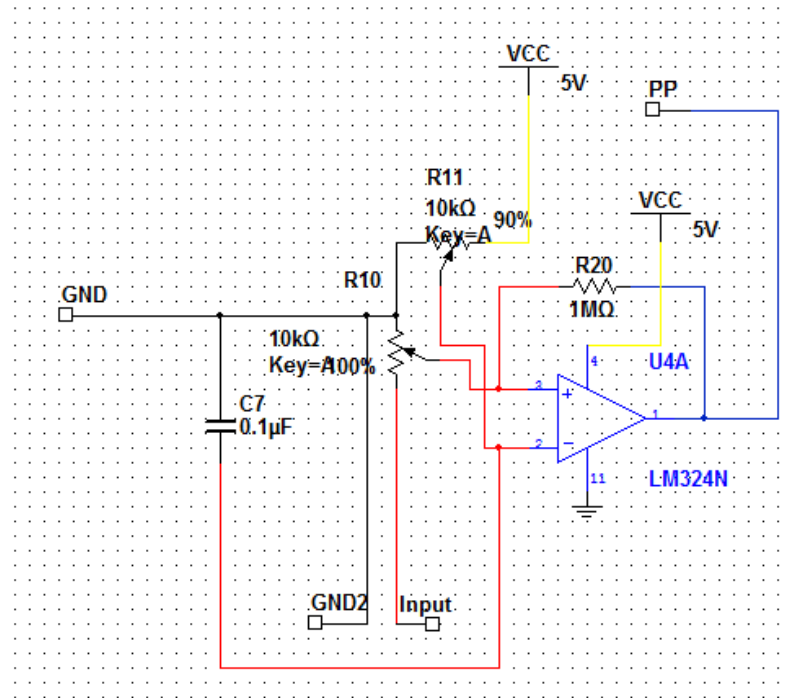 VCC
5V
PP
R11
10kΩ
90%
Key=A
VCC
5V
R10
R20
1MΩ
GND
10kΩ
Key=A
100%
4
U4A
3
+
C7
0.1µF
1
2
−
11
LM324N
GND2
Input